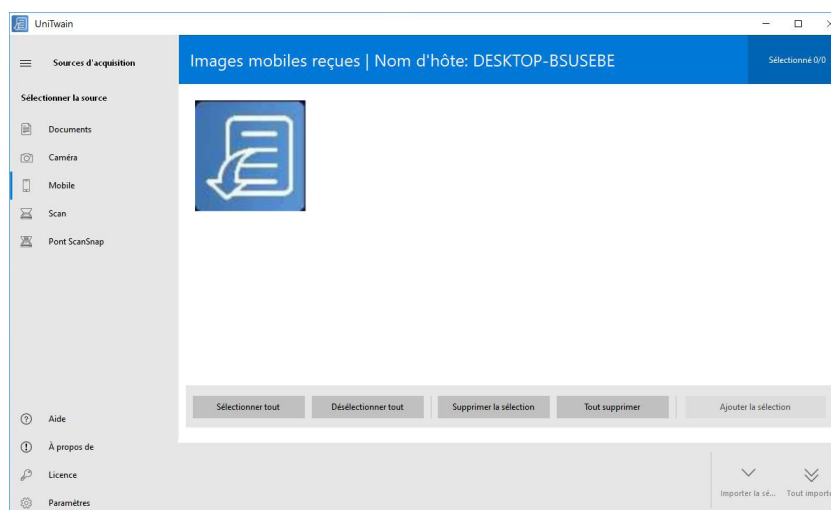 UniTwain
Sources d'acquisition
Images mobiles reçues | Nom d'hôte: DESKTOP-BSUSEBE
Sélectionné 0/0
Sélectionner la source
Documents
Caméra
Mobile
Scan
Pont ScanSnap
Sélectionner tout
Désélectionner tout
Supprimer la sélection
Tout supprimer
Ajouter la sélection
Aide
À propos de
Licence
Paramètres
Importer la sé...
Tout importe